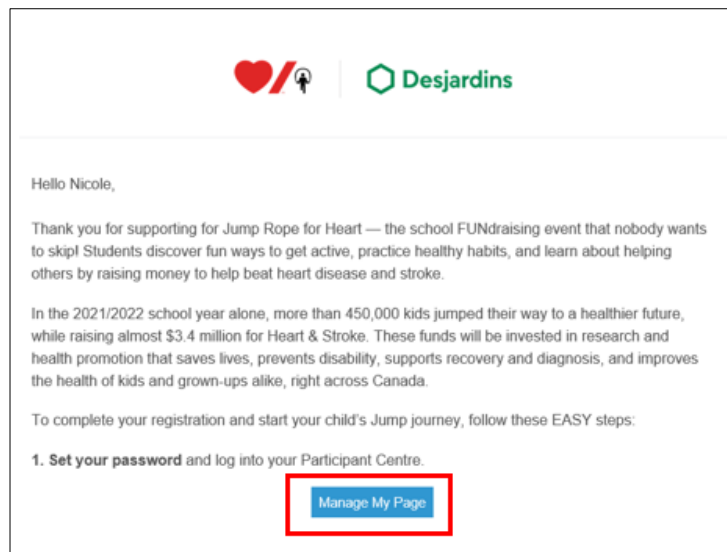 Desjardins
Hello Nicole,
Thank you for supporting for Jump Rope for Heart — the school FUNdraising event that nobody wants
to skip! Students discover fun ways to get active, practice healthy habits, and learn about helping
others by raising money to help beat heart disease and stroke.
In the 2021/2022 school year alone, more than 450,000 kids jumped their way to a healthier future,
while raising almost $3.4 million for Heart & Stroke. These funds will be invested in research and
health promotion that saves lives, prevents disability, supports recovery and diagnosis, and improves
the health of kids and grown-ups alike, right across Canada.
To complete your registration and start your child's Jump journey, follow these EASY steps:
1. Set your password and log into your Participant Centre.
Manage My Page